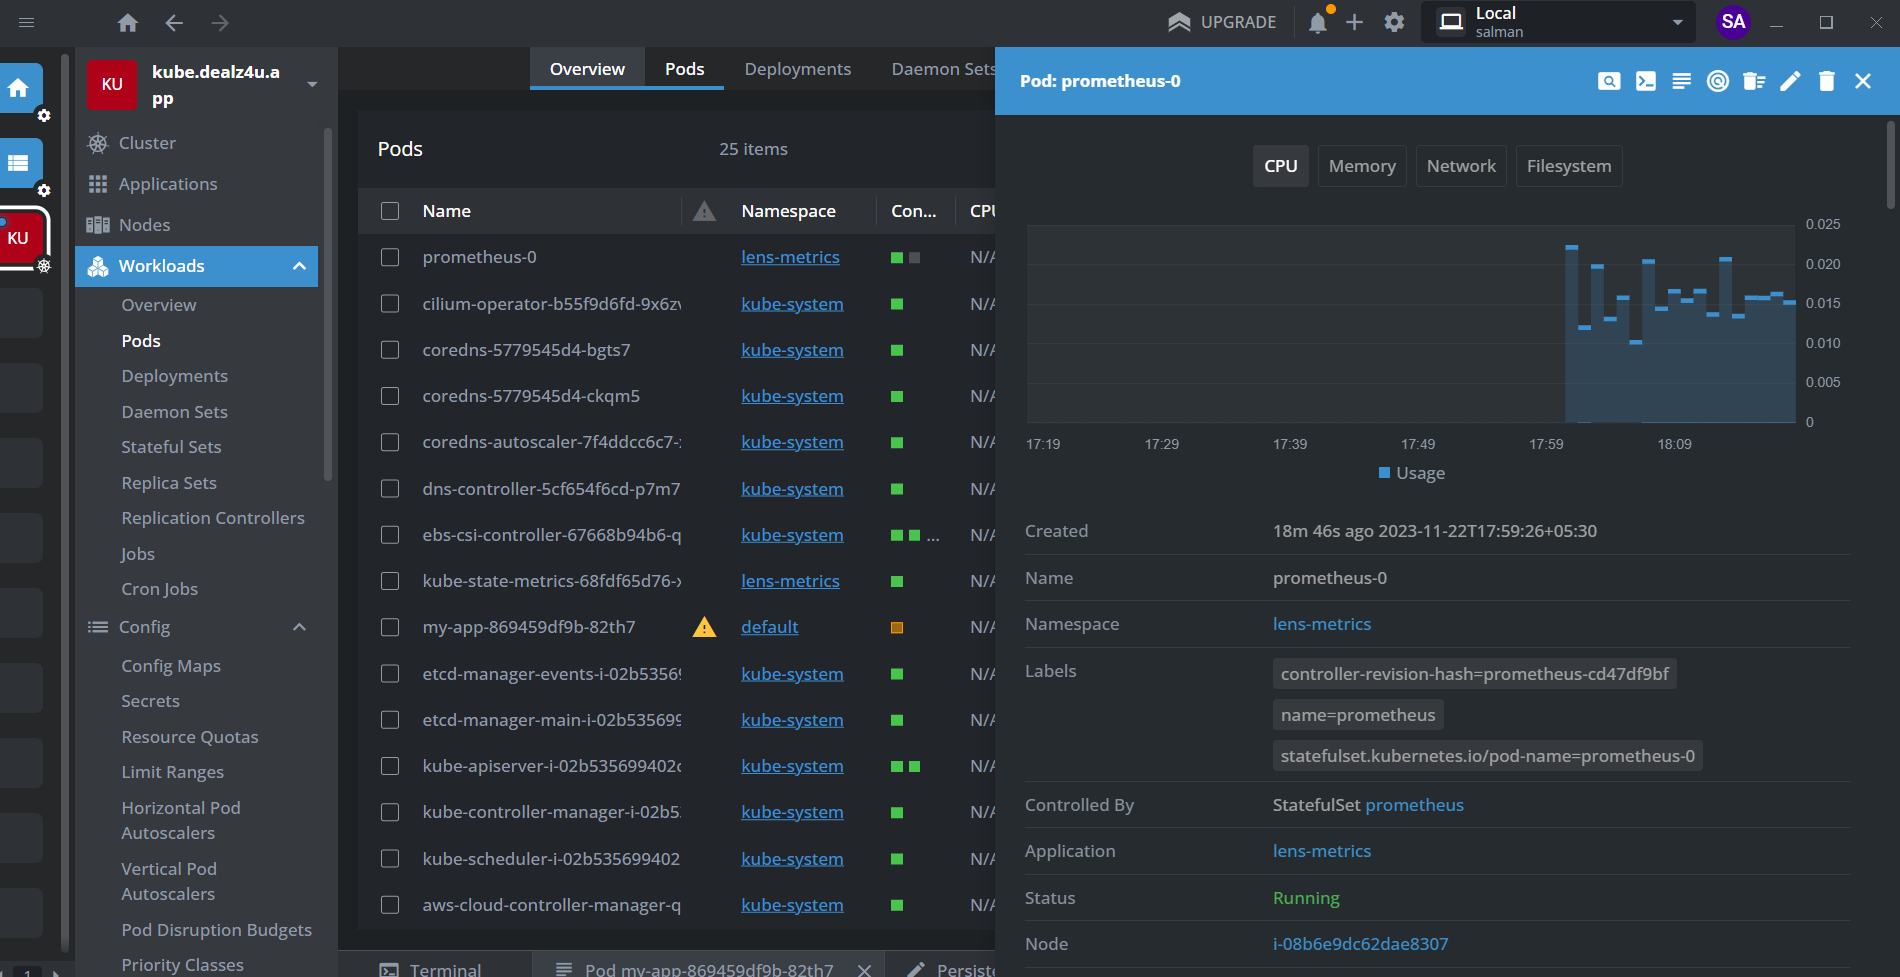 UPGRADE
Local
salman
SA
KU
kube.dealz4u.a
pp
Cluster
Applications
Nodes
Workloads
Overview
Pods
Deployments
Daemon Sets
Stateful Sets
Replica Sets
Replication Controllers
Jobs
Cron Jobs
Config
Config Maps
Secrets
Resource Quotas
Limit Ranges
Horizontal Pod
Autoscalers
Vertical Pod
Autoscalers
Pod Disruption Budgets
Priority Classes
KU
1
Overview Pods Deployments Daemon Sets
Pods 25 items
Name Namespace Con... CPU
prometheus-0 lens-metrics N/A
cilium-operator-b55f9d6fd-9x6zv kube-system N/A
coredns-5779545d4-bgts7 kube-system N/A
coredns-5779545d4-ckqm5 kube-system N/A
coredns-autoscaler-7f4ddcc6c7- kube-system N/A
dns-controller-5cf654f6cd-p7m7 kube-system N/A
ebs-csi-controller-67668b94b6-q kube-system ... N/A
kube-state-metrics-68fdf65d76-x lens-metrics N/A
my-app-869459df9b-82th7 default N/A
etcd-manager-events-i-02b53569 kube-system N/A
etcd-manager-main-i-02b535699 kube-system N/A
kube-apiserver-i-02b535699402c kube-system N/A
kube-controller-manager-i-02b5 kube-system N/A
kube-scheduler-i-02b535699402 kube-system N/A
aws-cloud-controller-manager-q kube-system N/A
Terminal Pod my-app-869459df9b-82th7 Persiste
Pod: prometheus-0
CPU Memory Network Filesystem
0.025
0.020
0.015
0.010
0.005
0
17:19 17:29 17:39 17:49 17:59 18:09
Usage
Created 18m 46s ago 2023-11-22T17:59:26+05:30
Name prometheus-0
Namespace lens-metrics
Labels controller-revision-hash=prometheus-cd47df9bf
name=prometheus
statefulset.kubernetes.io/pod-name=prometheus-0
Controlled By StatefulSet prometheus
Application lens-metrics
Status Running
Node i-08b6e9dc62dae8307